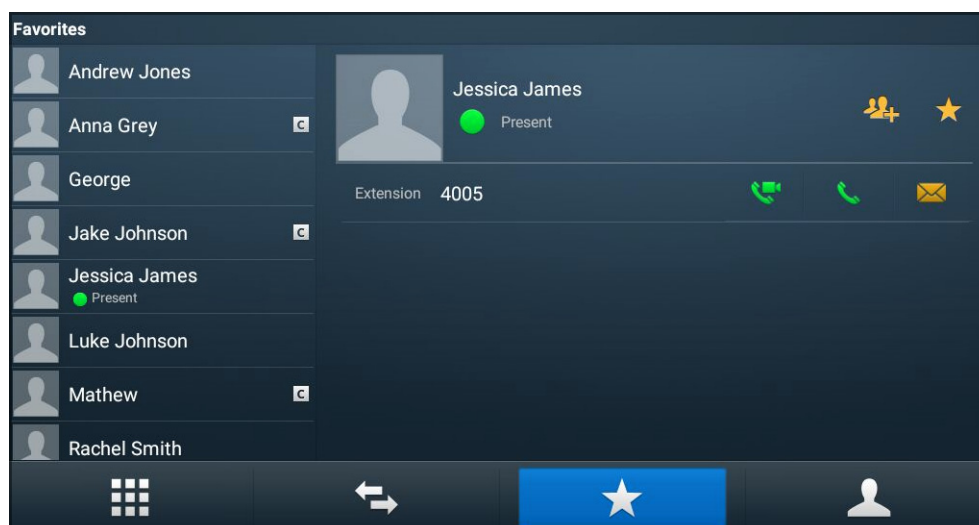 Favorites
Andrew Jones
Anna Grey C
George
Jake Johnson C
Jessica James
Present
Luke Johnson
Mathew C
Rachel Smith
Jessica James
Present
Extension 4005